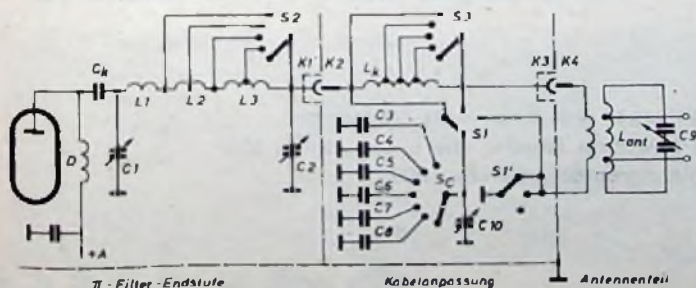 S2
S3
Ck
K1 K2
Lk
K3 K4
L1
L2
L3
C3
S1
C4
Lant
C9
D
C1
C2
C5
SC
S1'
C6
C7
C10
C8
+A
π-Filter-Endstufe
Kabelanpassung
Antennenteil